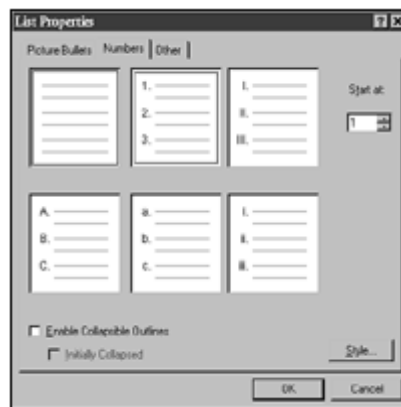 List Properties
Picture Bullets Numbers Other
1.
2.
3.
I.
II.
III.
Start at:
1
A.
B.
C.
a.
b.
c.
i.
ii.
iii.
Enable Collapsible Outlines
Initially Collapsed
Style...
OK Cancel